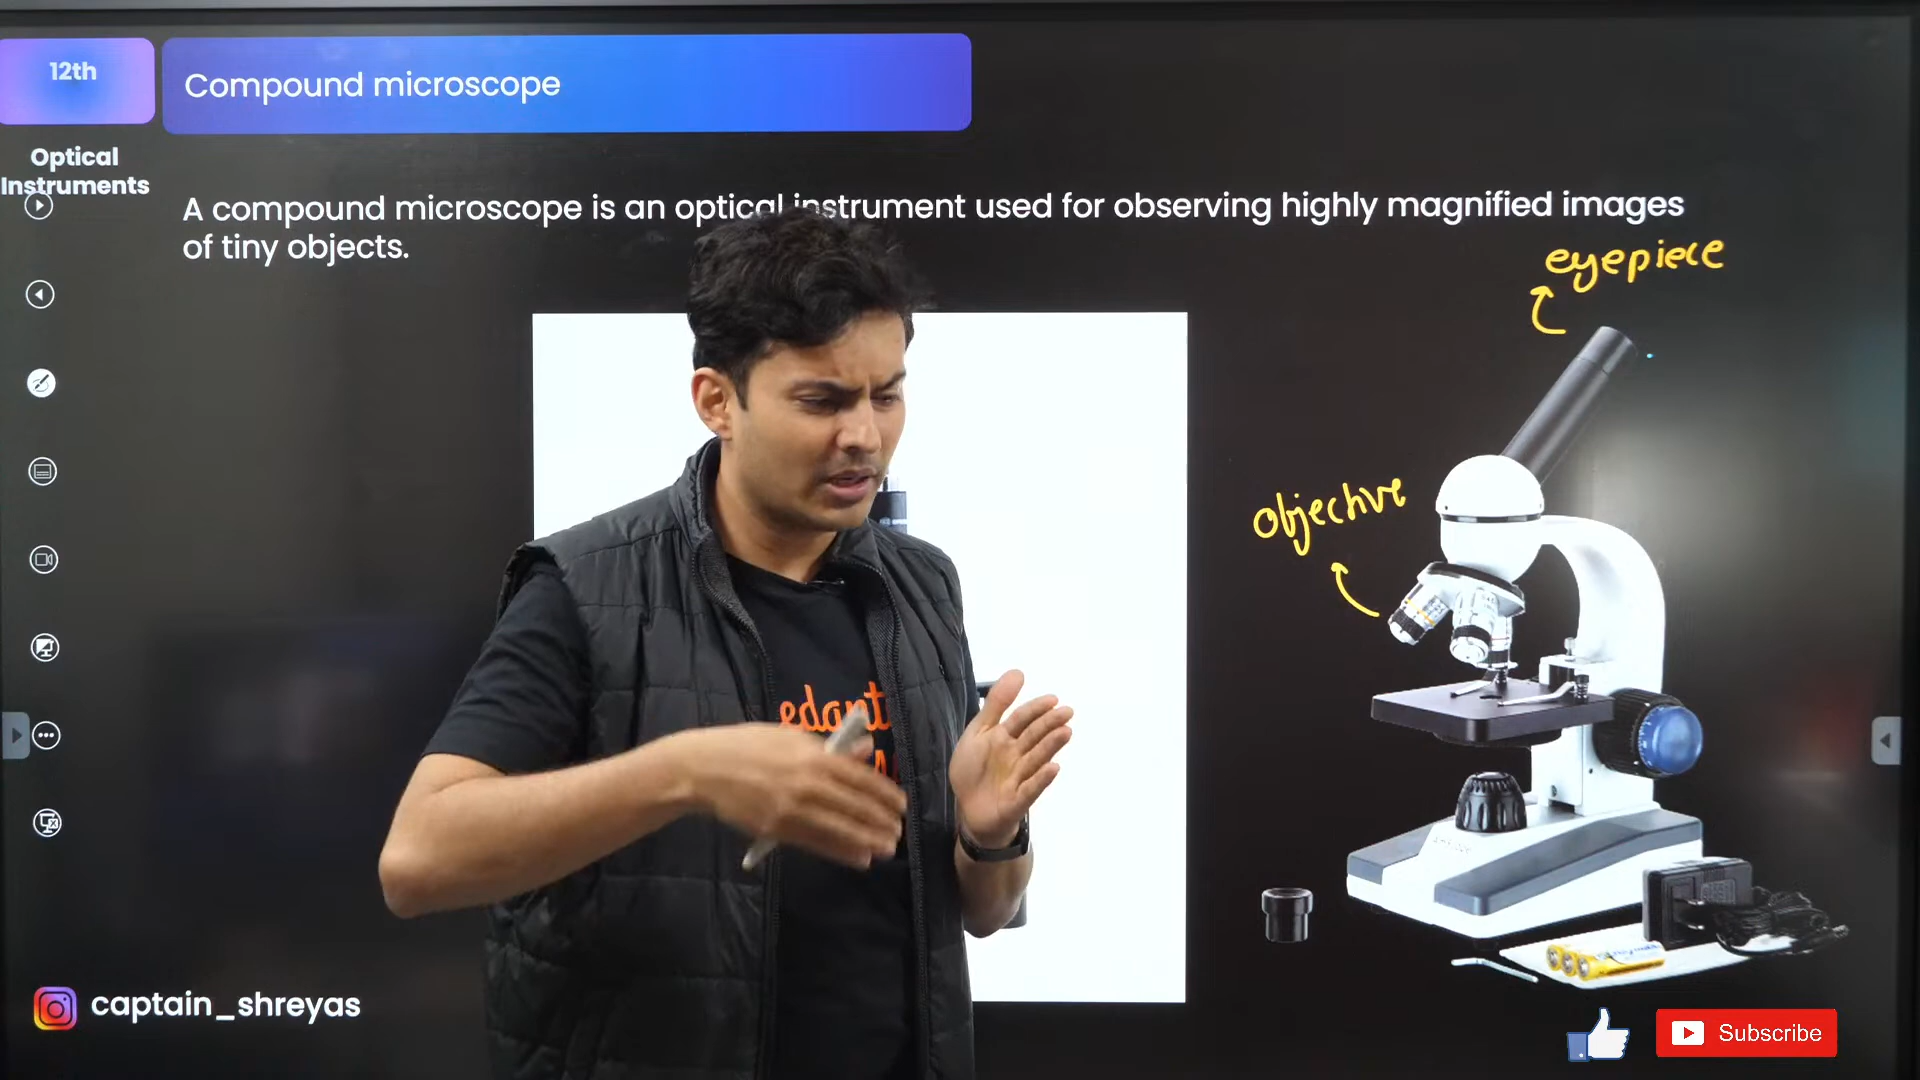 12th
Compound microscope
Optical
Instruments
A compound microscope is an optical instrument used for observing highly magnified images
of tiny objects.
eyepiece
objective
edant
captain_shreyas
Subscribe